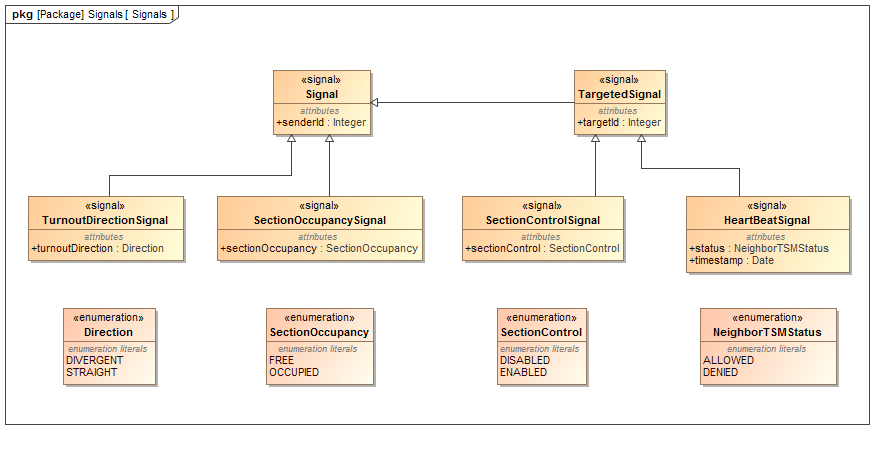 pkg [Package] Signals [ Signals ]
«signal»
Signal
attributes
+senderId : Integer
«signal»
TargetedSignal
attributes
+targetId : Integer
«signal»
TurnoutDirectionSignal
attributes
+turnoutDirection : Direction
«signal»
SectionOccupancySignal
attributes
+sectionOccupancy : SectionOccupancy
«signal»
SectionControlSignal
attributes
+sectionControl : SectionControl
«signal»
HeartBeatSignal
attributes
+status : NeighborTSMStatus
+timestamp : Date
«enumeration»
Direction
enumeration literals
DIVERGENT
STRAIGHT
«enumeration»
SectionOccupancy
enumeration literals
FREE
OCCUPIED
«enumeration»
SectionControl
enumeration literals
DISABLED
ENABLED
«enumeration»
NeighborTSMStatus
enumeration literals
ALLOWED
DENIED